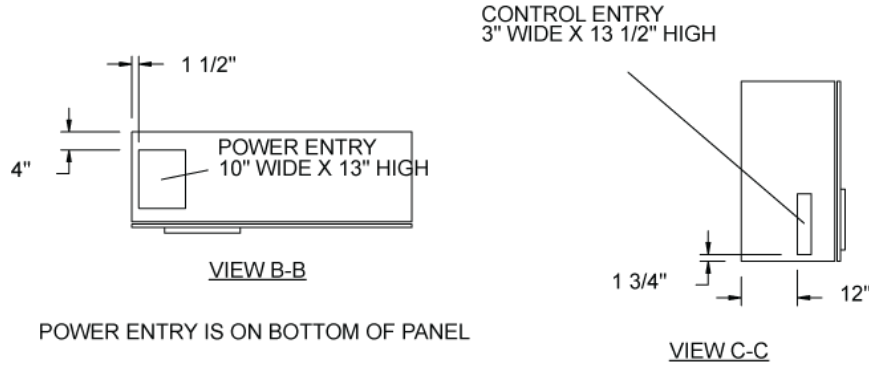 CONTROL ENTRY
3" WIDE X 13 1/2" HIGH
1 1/2"
4"
POWER ENTRY
10" WIDE X 13" HIGH
VIEW B-B
1 3/4"
12"
POWER ENTRY IS ON BOTTOM OF PANEL
VIEW C-C